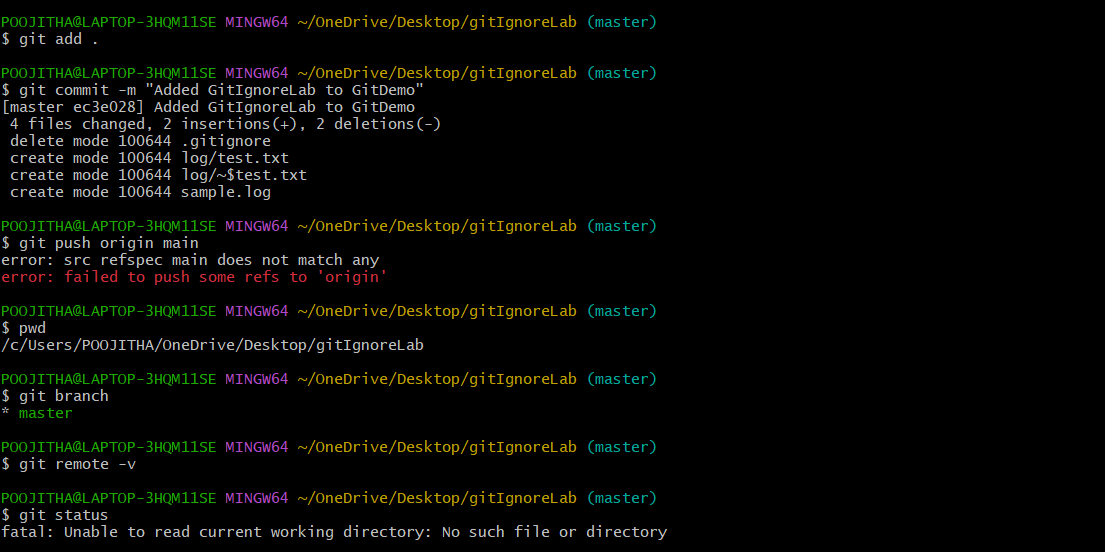 POOJITHA@LAPTOP-3HQM11SE MINGW64 ~/OneDrive/Desktop/gitIgnoreLab (master)
$ git add .
POOJITHA@LAPTOP-3HQM11SE MINGW64 ~/OneDrive/Desktop/gitIgnoreLab (master)
$ git commit -m "Added GitIgnoreLab to GitDemo"
[master ec3e028] Added GitIgnoreLab to GitDemo
 4 files changed, 2 insertions(+), 2 deletions(-)
 delete mode 100644 .gitignore
 create mode 100644 log/test.txt
 create mode 100644 log/~$test.txt
 create mode 100644 sample.log
POOJITHA@LAPTOP-3HQM11SE MINGW64 ~/OneDrive/Desktop/gitIgnoreLab (master)
$ git push origin main
error: src refspec main does not match any
error: failed to push some refs to 'origin'
POOJITHA@LAPTOP-3HQM11SE MINGW64 ~/OneDrive/Desktop/gitIgnoreLab (master)
$ pwd
/c/Users/POOJITHA/OneDrive/Desktop/gitIgnoreLab
POOJITHA@LAPTOP-3HQM11SE MINGW64 ~/OneDrive/Desktop/gitIgnoreLab (master)
$ git branch
* master
POOJITHA@LAPTOP-3HQM11SE MINGW64 ~/OneDrive/Desktop/gitIgnoreLab (master)
$ git remote -v
POOJITHA@LAPTOP-3HQM11SE MINGW64 ~/OneDrive/Desktop/gitIgnoreLab (master)
$ git status
fatal: Unable to read current working directory: No such file or directory